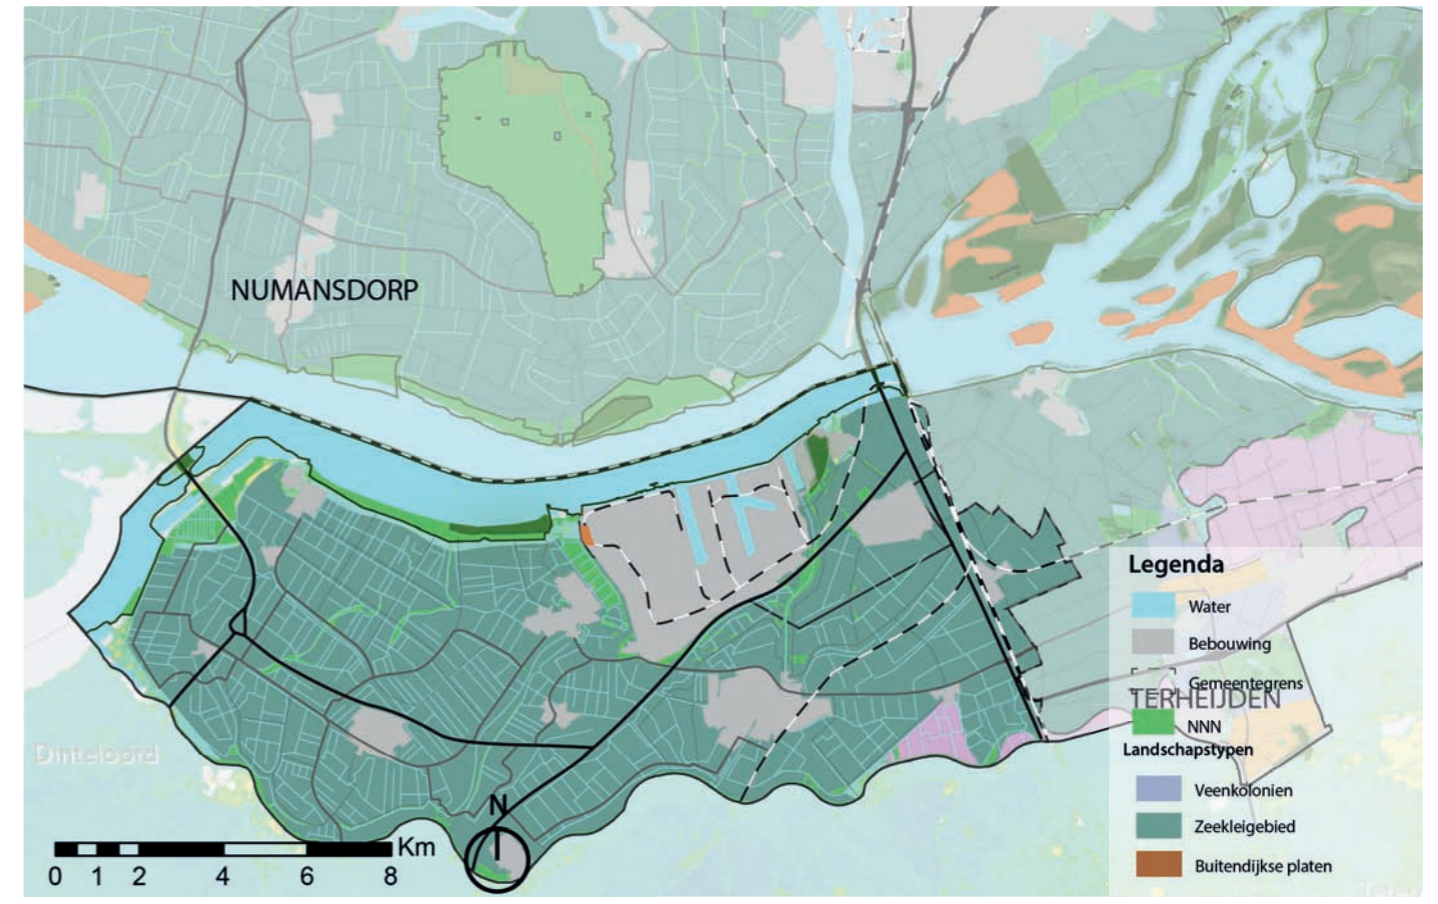 NUMANSDORP
Legenda
Water
Bebouwing
Gemeentegrens
TERHEIJDEN
NNN
Landschapstypen
Dinteloord
Veenkolonien
Zeekleigebied
N
Km
Buitendijkse platen
0 1 2 4 6 8